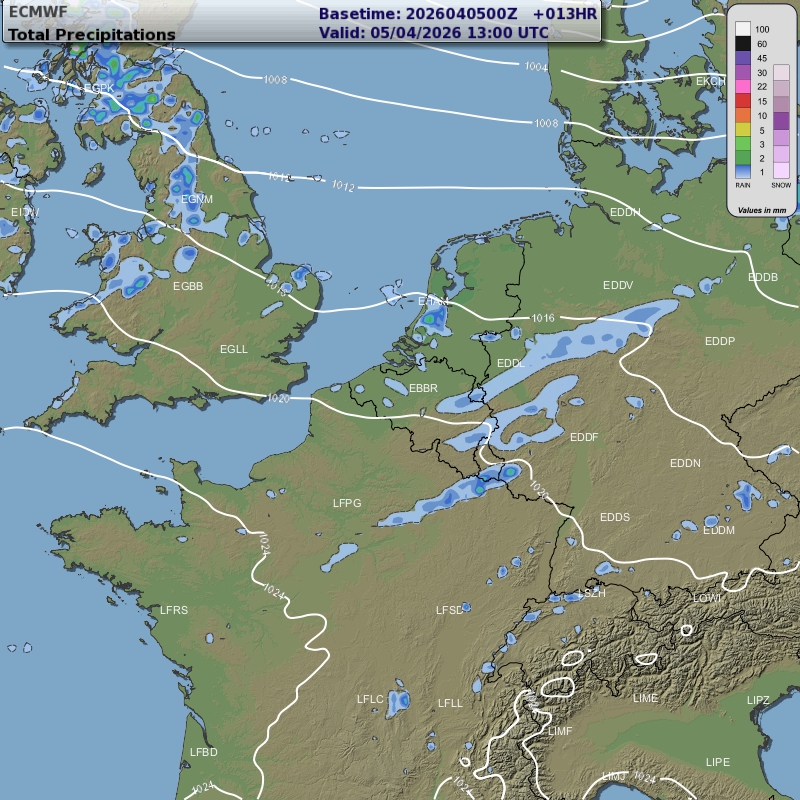 ECMWF
Basetime: 2026040500Z +013HR
Total Precipitations
Valid: 05/04/2026 13:00 UTC
100
60
45
30
22
15
10
5
3
2
1
RAIN
SNOW
Values in mm
1004
1008
EKCH
EGPK
1008
1012
EGNM
EDDH
EDDB
EGBB
EDDV
1016
EDDP
EGLL
EDDL
EBBR
1020
EDDF
EDDN
1020
LFPG
EDDS
EDDM
1024
1024
LSZH
LOWI
LFRS
LFSD
LFLC
LFLL
LIME
LIPZ
LIMF
LFBD
LIPE
LIMJ
1024
1024